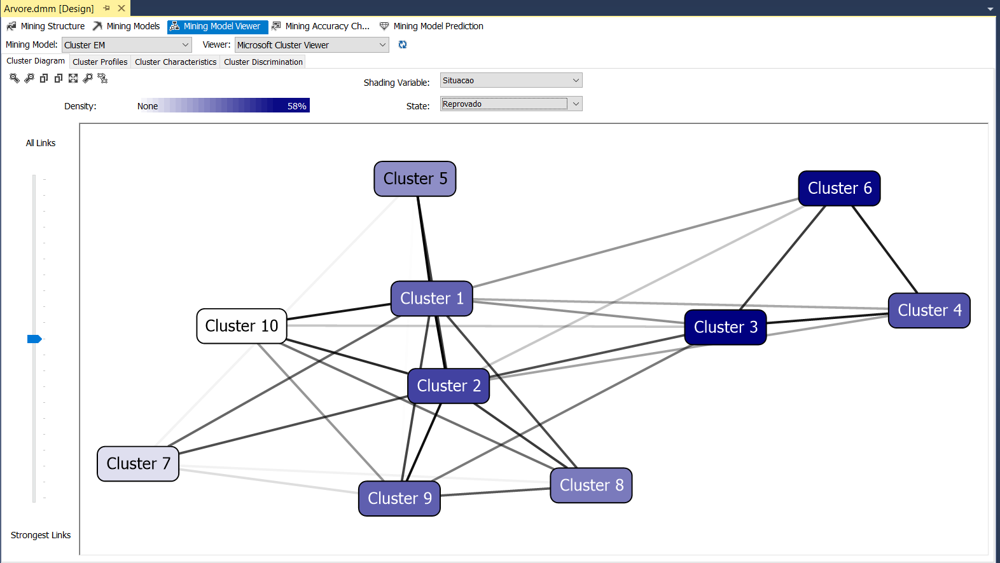 Arvore.dmm [Design]
Mining Structure Mining Models Mining Model Viewer Mining Accuracy Ch... Mining Model Prediction
Mining Model: Cluster EM Viewer: Microsoft Cluster Viewer
Cluster Diagram Cluster Profiles Cluster Characteristics Cluster Discrimination
Shading Variable: Situacao
Density: None 58% State: Reprovado
All Links
Cluster 5
Cluster 6
Cluster 1
Cluster 4
Cluster 10
Cluster 3
Cluster 2
Cluster 7
Cluster 8
Cluster 9
Strongest Links